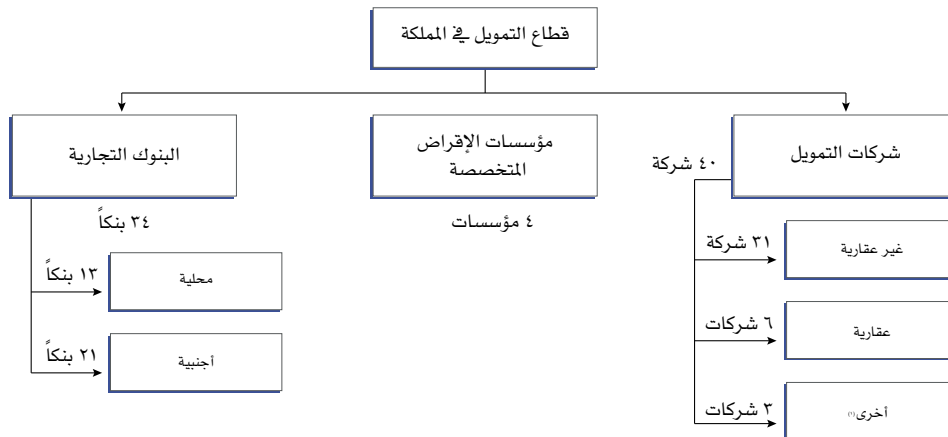 قطاع التمويل في المملكة
شركات التمويل
٤٠ شركة
٣١ شركة
غير عقارية
٦ شركات
عقارية
٣ شركات
أخرى(١)
مؤسسات الإقراض
المتخصصة
٤ مؤسسات
البنوك التجارية
٣٤ بنكاً
١٣ بنكاً
محلية
٢١ بنكاً
أجنبية